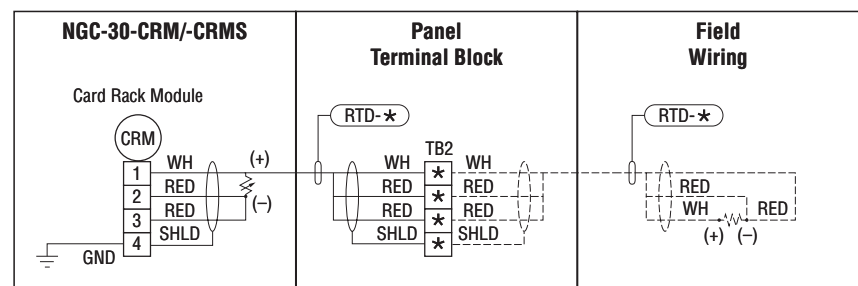 NGC-30-CRM/-CRMS
Card Rack Module
CRM
1 WH (+)
2 RED
3 RED (–)
4 SHLD
GND
Panel
Terminal Block
RTD-*
TB2
WH * WH
RED * RED
RED * RED
SHLD * SHLD
Field
Wiring
RTD-*
RED
WH RED
(+) (–)